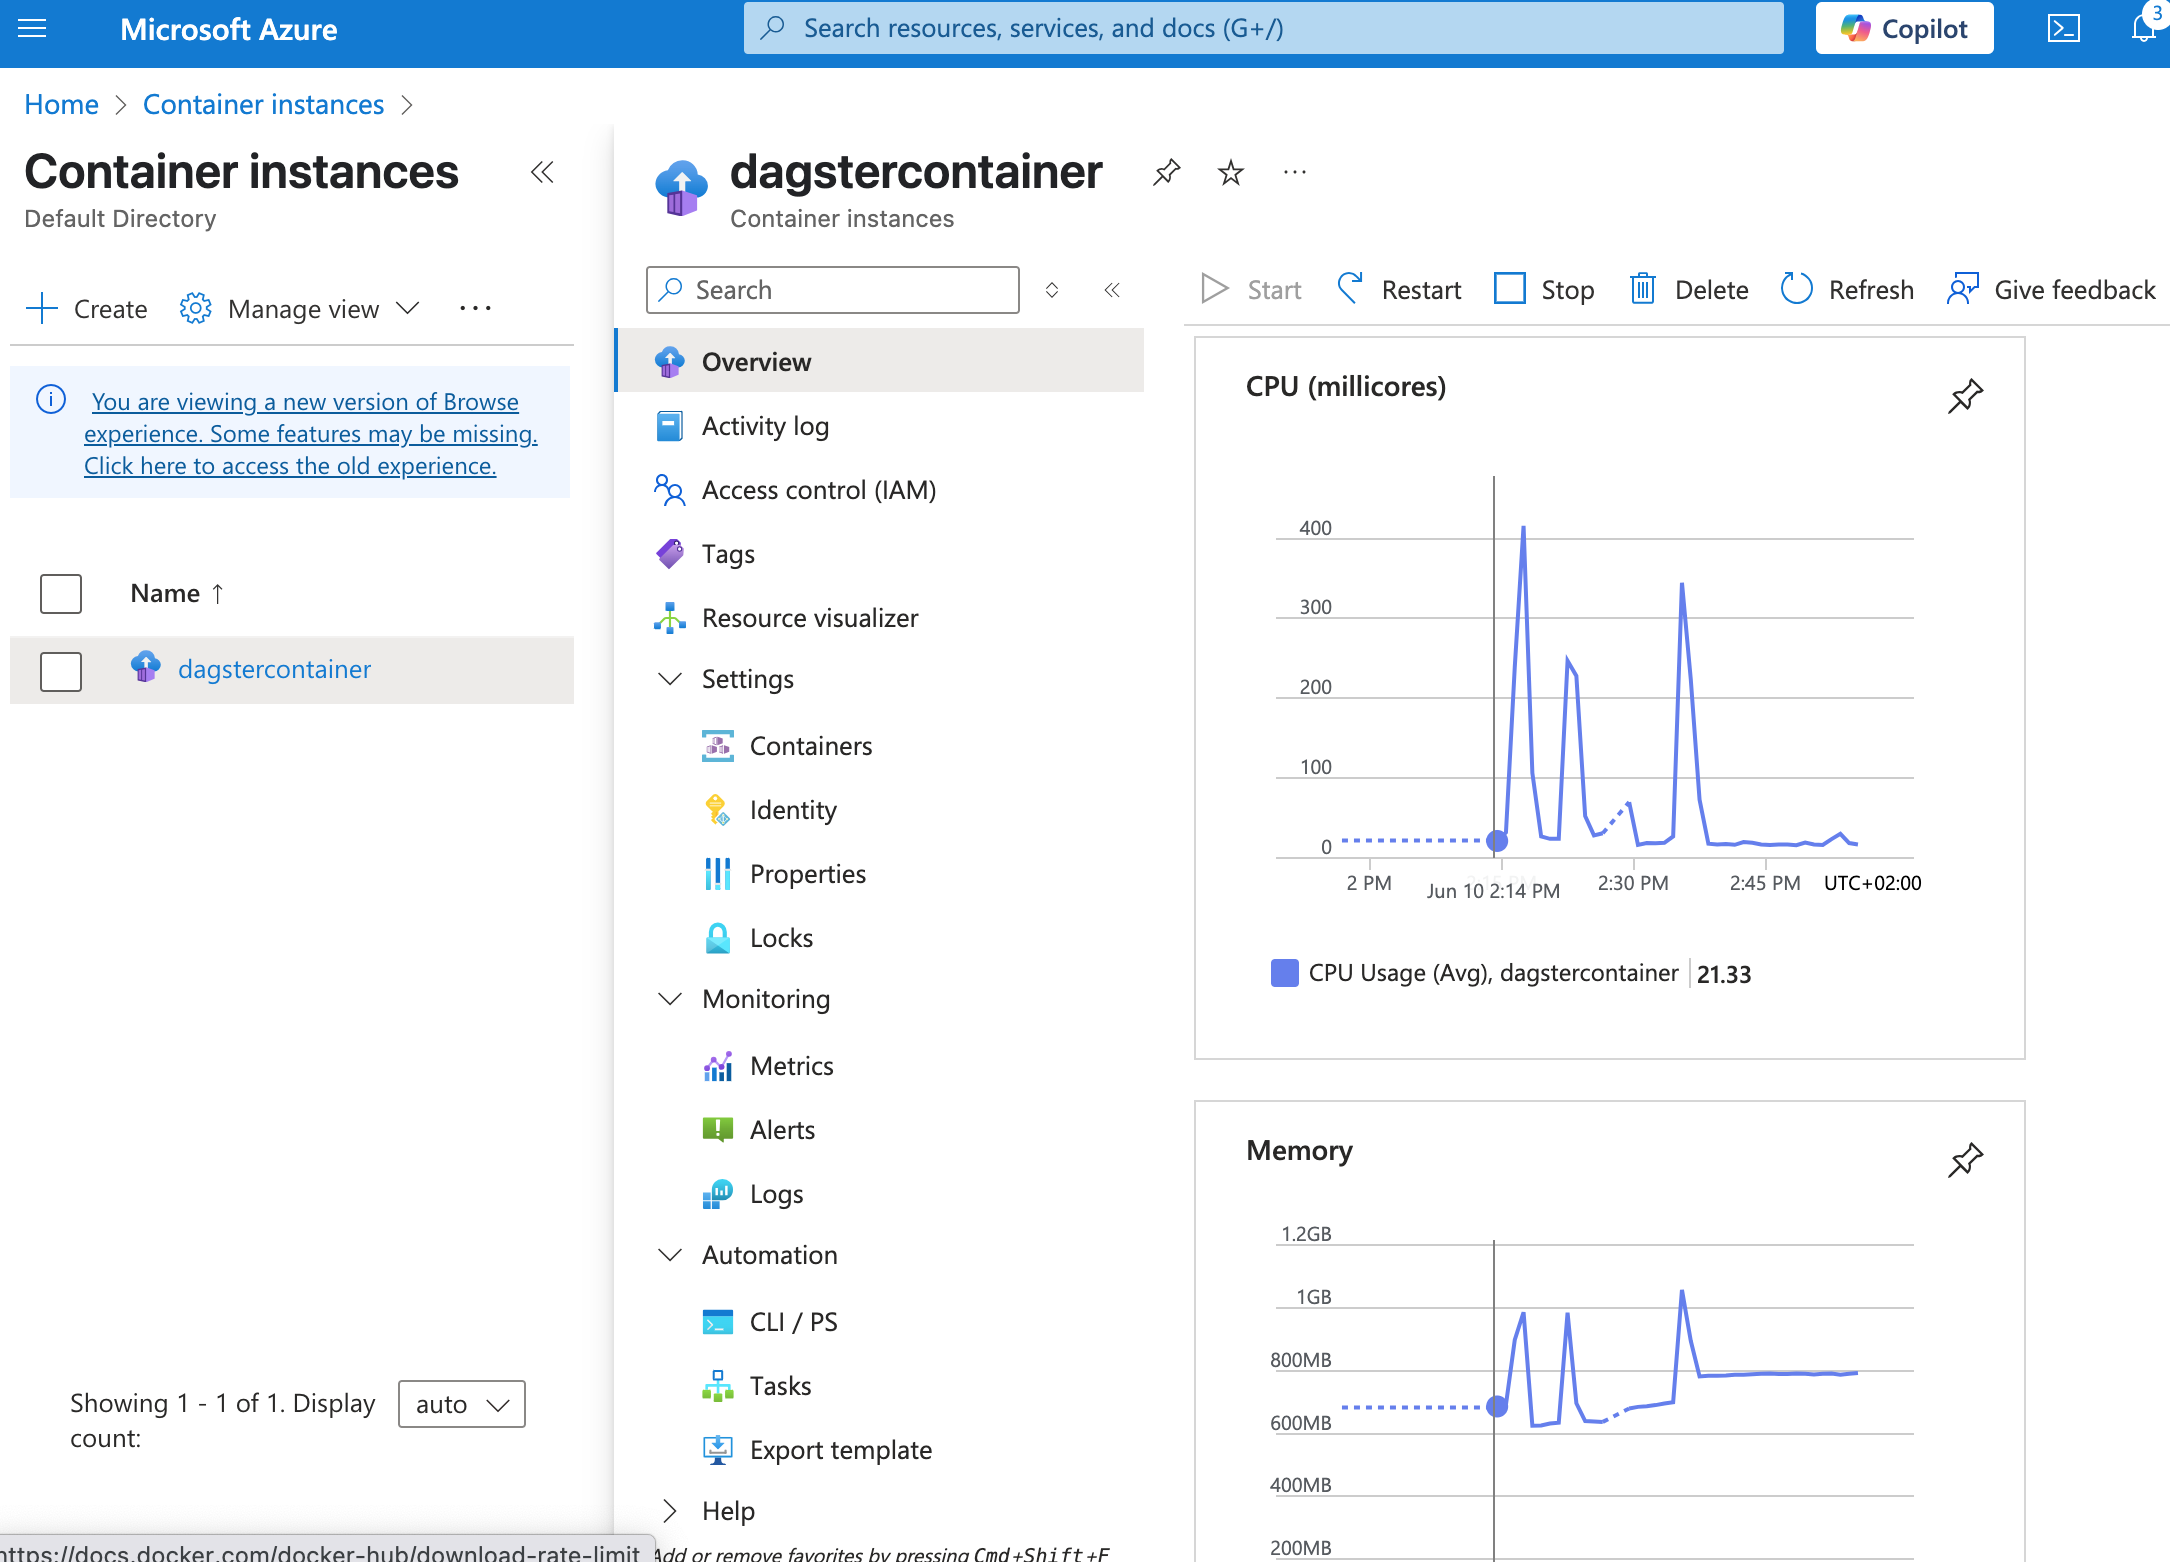 Microsoft Azure
Search resources, services, and docs (G+/)
Copilot
3
Home > Container instances >
Container instances
Default Directory
Create
Manage view
You are viewing a new version of Browse
experience. Some features may be missing.
Click here to access the old experience.
Name ↑
dagstercontainer
Showing 1 - 1 of 1. Display
count:
auto
https://docs.docker.com/docker-hub/download-rate-limit
dagstercontainer
Container instances
Search
Overview
Activity log
Access control (IAM)
Tags
Resource visualizer
Settings
Containers
Identity
Properties
Locks
Monitoring
Metrics
Alerts
Logs
Automation
CLI / PS
Tasks
Export template
Help
Add or remove favorites by pressing Cmd+Shift+F
Start
Restart
Stop
Delete
Refresh
Give feedback
CPU (millicores)
400
300
200
100
0
2 PM
Jun 10 2:14 PM
2:30 PM
2:45 PM
UTC+02:00
CPU Usage (Avg), dagstercontainer
21.33
Memory
1.2GB
1GB
800MB
600MB
400MB
200MB